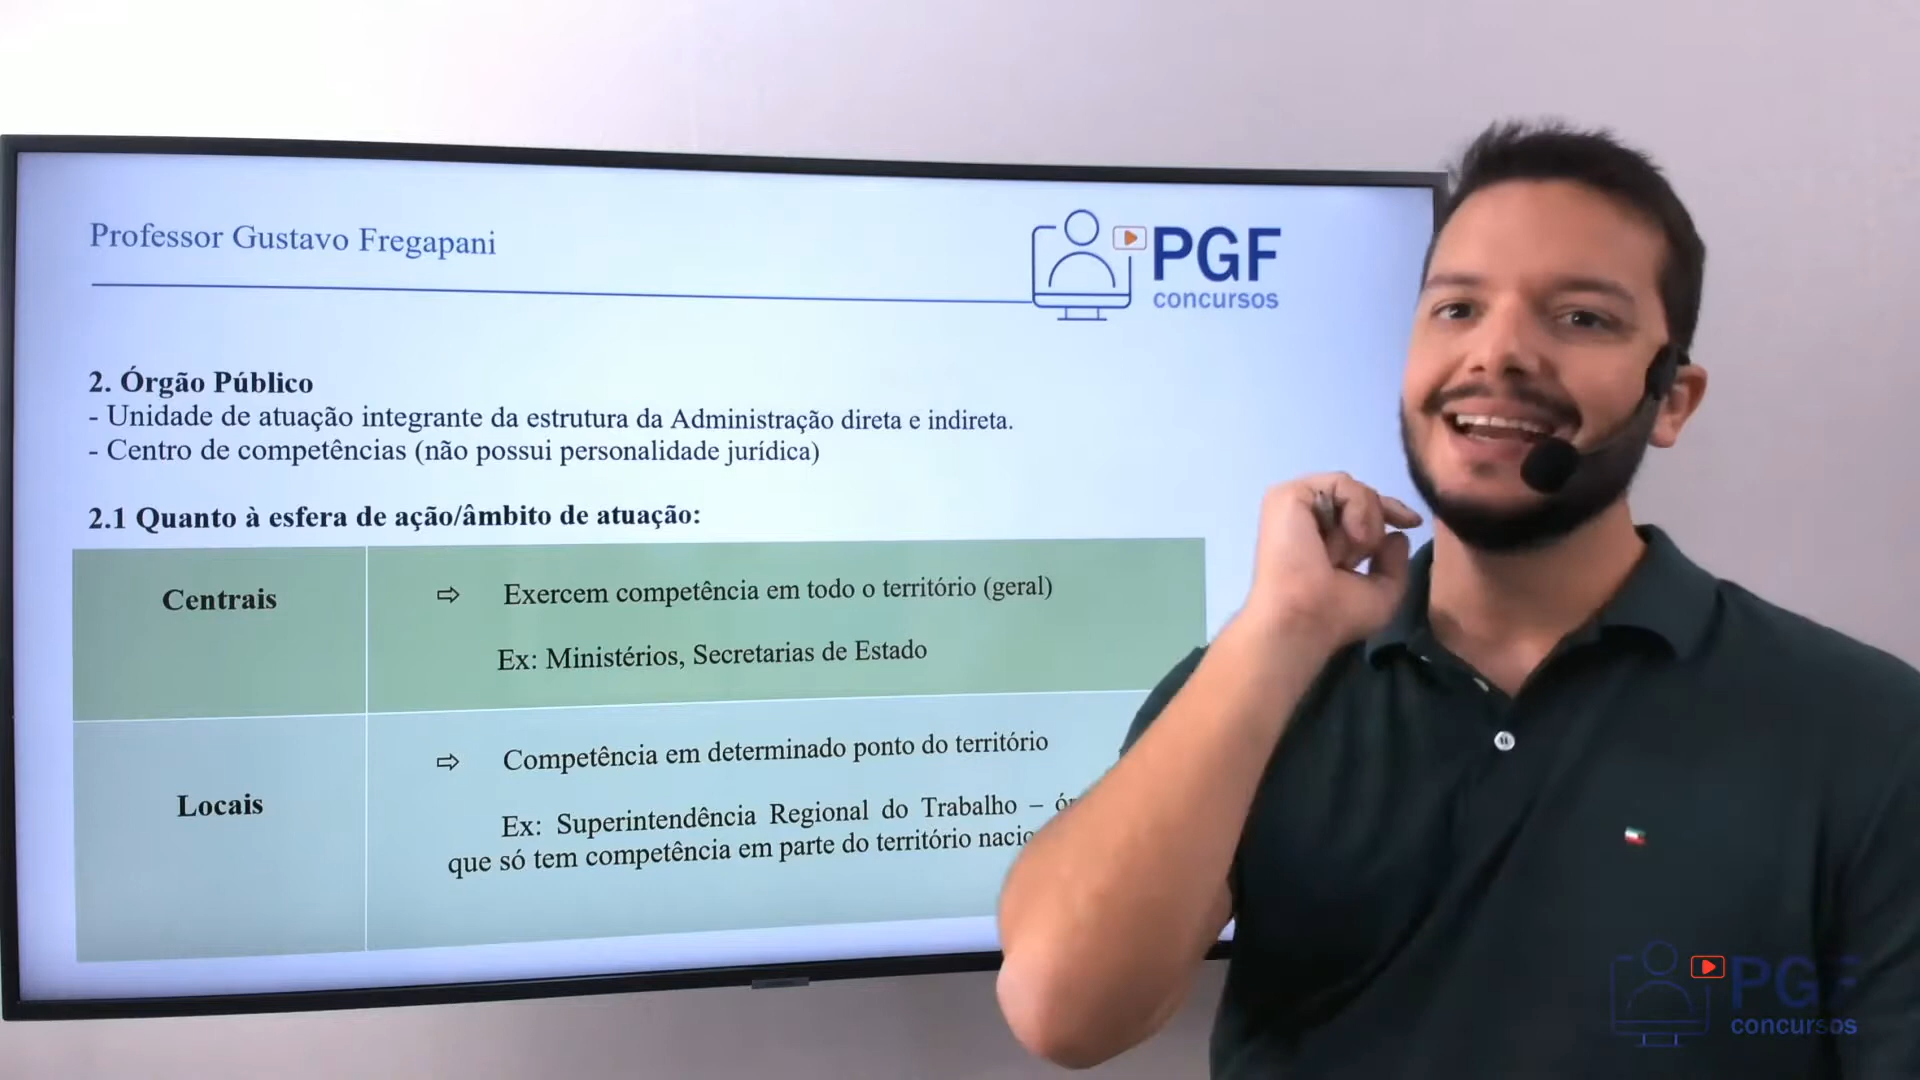 Professor Gustavo Fregapani
PGF
concursos
2. Órgão Público
- Unidade de atuação integrante da estrutura da Administração direta e indireta.
- Centro de competências (não possui personalidade jurídica)
2.1 Quanto à esfera de ação/âmbito de atuação:
Centrais
⇨ Exercem competência em todo o território (geral)
Ex: Ministérios, Secretarias de Estado
Locais
⇨ Competência em determinado ponto do território
Ex: Superintendência Regional do Trabalho –
que só tem competência em parte do território
PGF
concursos